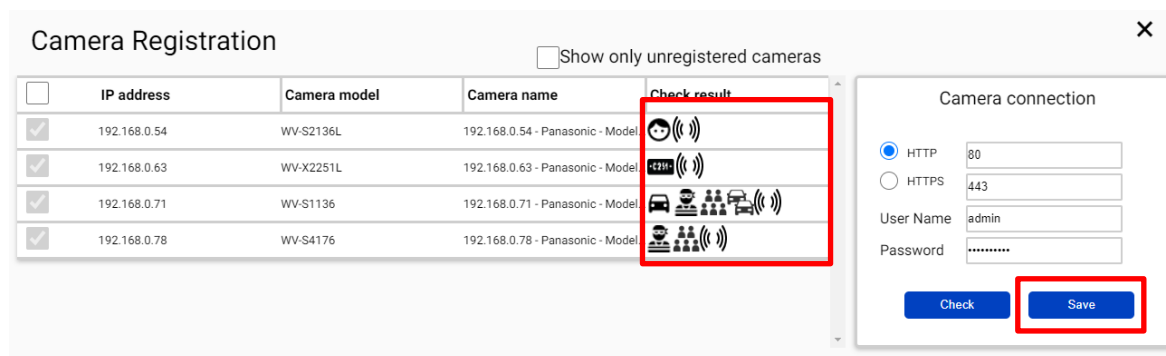 Camera Registration
Show only unregistered cameras
IP address Camera model Camera name Check result
192.168.0.54 WV-S2136L 192.168.0.54 - Panasonic - Model.
192.168.0.63 WV-X2251L 192.168.0.63 - Panasonic - Model.
192.168.0.71 WV-S1136 192.168.0.71 - Panasonic - Model.
192.168.0.78 WV-S4176 192.168.0.78 - Panasonic - Model.
Camera connection
HTTP 80
HTTPS 443
User Name admin
Password ••••••••••
Check Save